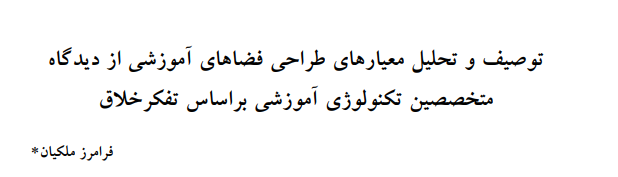 توصیف و تحلیل معیارهای طراحی فضاهای آموزشی از دیدگاه
متخصصین تکنولوژی آموزشی براساس تفکرخلاق
فرامرز ملکیان*